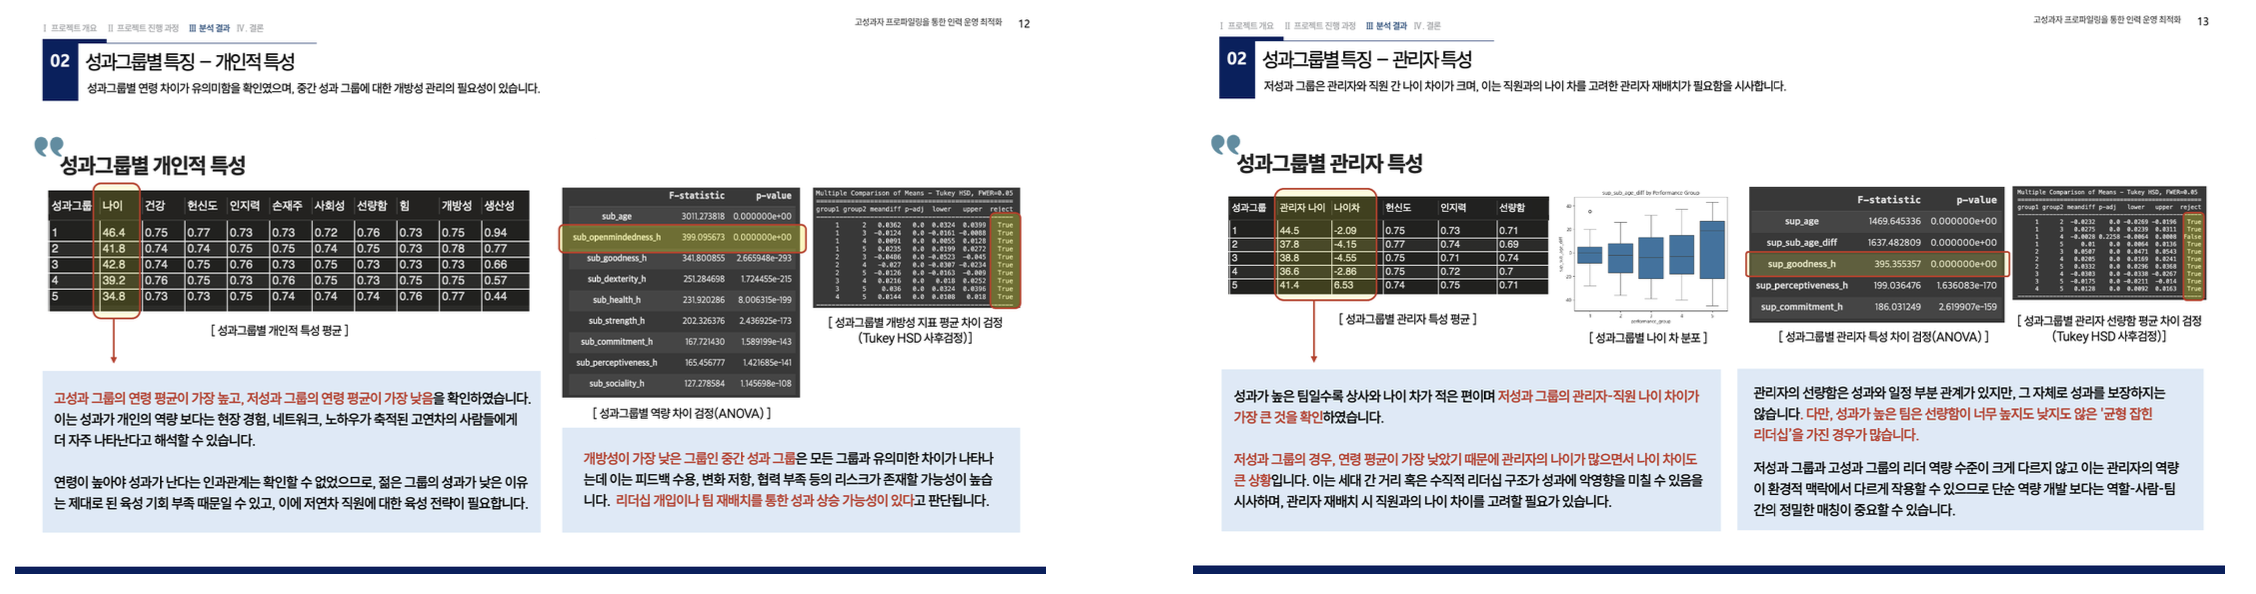 Ⅰ 프로젝트 개요 Ⅱ 프로젝트 진행 과정 Ⅲ 분석 결과 Ⅳ. 결론
고성과자 프로파일링을 통한 인력 운영 최적화 12
02 성과그룹별 특징 – 개인적 특성
성과그룹별 연령 차이가 유의미함을 확인였으며, 중간 성과 그룹에 대한 개방성 관리의 필요성이 있습니다.
성과그룹별 개인적 특성
성과그룹 나이 건강 헌신도 인지력 손재주 사회성 선량함 힘 개방성 생산성
1 46.4 0.75 0.77 0.73 0.73 0.72 0.76 0.73 0.75 0.94
2 41.8 0.74 0.74 0.75 0.75 0.74 0.74 0.75 0.78 0.77
3 42.8 0.74 0.75 0.76 0.73 0.75 0.73 0.73 0.73 0.66
4 39.2 0.76 0.75 0.73 0.76 0.75 0.75 0.73 0.75 0.57
5 34.8 0.73 0.73 0.75 0.74 0.74 0.74 0.76 0.77 0.44
[ 성과그룹별 개인적 특성 평균 ]
F-statistic p-value
sub_age 3011.273818 0.000000e+00
sub_openmindedness_h 399.095673 0.000000e+00
sub_goodness_h 341.800855 2.665948e-293
sub_dexterity_h 251.284698 1.724455e-215
sub_health_h 231.920286 8.006315e-199
sub_strength_h 202.326376 2.436925e-173
sub_commitment_h 167.721430 1.589199e-143
sub_perceptiveness_h 165.456777 1.421685e-141
sub_sociality_h 127.278584 1.145698e-108
[ 성과그룹별 역량 차이 검정(ANOVA) ]
Multiple Comparison of Means - Tukey HSD, FWER=0.05
group1 group2 meandiff p-adj lower upper reject
1 2 0.0362 0.0 0.0324 0.0399 True
1 3 -0.0124 0.0 -0.0161 -0.0088 True
1 4 0.0091 0.0 0.0055 0.0128 True
1 5 0.0235 0.0 0.0199 0.0272 True
2 3 -0.0486 0.0 -0.0523 -0.045 True
2 4 -0.027 0.0 -0.0307 -0.0234 True
2 5 -0.0126 0.0 -0.0163 -0.009 True
3 4 0.0216 0.0 0.018 0.0252 True
3 5 0.036 0.0 0.0324 0.0396 True
4 5 0.0144 0.0 0.0108 0.018 True
[ 성과그룹별 개방성 지표 평균 차이 검정
(Tukey HSD 사후검정)]
고성과 그룹의 연령 평균이 가장 높고, 저성과 그룹의 연령 평균이 가장 낮음을 확인하였습니다.
이는 성과가 개인의 역량 보다는 현장 경험, 네트워크, 노하우가 축적된 고연차의 사람들에게
더 자주 나타난다고 해석할 수 있습니다.
연령이 높아야 성과가 난다는 인과관계는 확인할 수 없었으므로, 젊은 그룹의 성과가 낮은 이유
는 제대로 된 육성 기회 부족 때문일 수 있고, 이에 저연차 직원에 대한 육성 전략이 필요합니다.
개방성이 가장 낮은 그룹인 중간 성과 그룹은 모든 그룹과 유의미한 차이가 나타나
는데 이는 피드백 수용, 변화 저항, 협력 부족 등의 리스크가 존재할 가능성이 높습
니다. 리더십 개입이나 팀 재배치를 통한 성과 상승 가능성이 있다고 판단됩니다.
Ⅰ 프로젝트 개요 Ⅱ 프로젝트 진행 과정 Ⅲ 분석 결과 Ⅳ. 결론
고성과자 프로파일링을 통한 인력 운영 최적화 13
02 성과그룹별 특징 – 관리자 특성
저성과 그룹은 관리자와 직원 간 나이 차이가 크며, 이는 직원과의 나이 차를 고려한 관리자 재배치가 필요함을 시사합니다.
성과그룹별 관리자 특성
성과그룹 관리자 나이 나이차 헌신도 인지력 선량함
1 44.5 -2.09 0.75 0.73 0.71
2 37.8 -4.15 0.77 0.74 0.69
3 38.8 -4.55 0.75 0.71 0.74
4 36.6 -2.86 0.75 0.72 0.7
5 41.4 6.53 0.74 0.75 0.71
[ 성과그룹별 관리자 특성 평균 ]
sup_sub_age_diff by Performance Group
performance_group
[ 성과그룹별 나이 차 분포 ]
F-statistic p-value
sup_age 1469.645336 0.000000e+00
sup_sub_age_diff 1637.482809 0.000000e+00
sup_goodness_h 395.355357 0.000000e+00
sup_perceptiveness_h 199.036476 1.636083e-170
sup_commitment_h 186.031249 2.619907e-159
[ 성과그룹별 관리자 특성 차이 검정(ANOVA) ]
Multiple Comparison of Means - Tukey HSD, FWER=0.05
group1 group2 meandiff p-adj lower upper reject
1 2 -0.0232 0.0 -0.0269 -0.0196 True
1 3 0.0275 0.0 0.0239 0.0311 True
1 4 -0.0028 0.2258 -0.0064 0.0008 False
1 5 0.01 0.0 0.0064 0.0136 True
2 3 0.0507 0.0 0.0471 0.0543 True
2 4 0.0205 0.0 0.0169 0.0241 True
2 5 0.0332 0.0 0.0296 0.0368 True
3 4 -0.0303 0.0 -0.0338 -0.0267 True
3 5 -0.0175 0.0 -0.0211 -0.014 True
4 5 0.0128 0.0 0.0092 0.0163 True
[ 성과그룹별 관리자 선량함 평균 차이 검정
(Tukey HSD 사후검정)]
성과가 높은 팀일수록 상사와 나이 차가 적은 편이며 저성과 그룹의 관리자-직원 나이 차이가
가장 큰 것을 확인하였습니다.
저성과 그룹의 경우, 연령 평균이 가장 낮았기 때문에 관리자의 나이가 많으면서 나이 차이도
큰 상황입니다. 이는 세대 간 거리 혹은 수직적 리더십 구조가 성과에 악영향을 미칠 수 있음을
시사하며, 관리자 재배치 시 직원과의 나이 차이를 고려할 필요가 있습니다.
관리자의 선량함은 성과와 일정 부분 관계가 있지만, 그 자체로 성과를 보장하지는
않습니다. 다만, 성과가 높은 팀은 선량함이 너무 높지도 낮지도 않은 '균형 잡힌
리더십'을 가진 경우가 많습니다.
저성과 그룹과 고성과 그룹의 리더 역량 수준이 크게 다르지 않고 이는 관리자의 역량
이 환경적 맥락에서 다르게 작용할 수 있으므로 단순 역량 개발 보다는 역할-사람-팀
간의 정밀한 매칭이 중요할 수 있습니다.